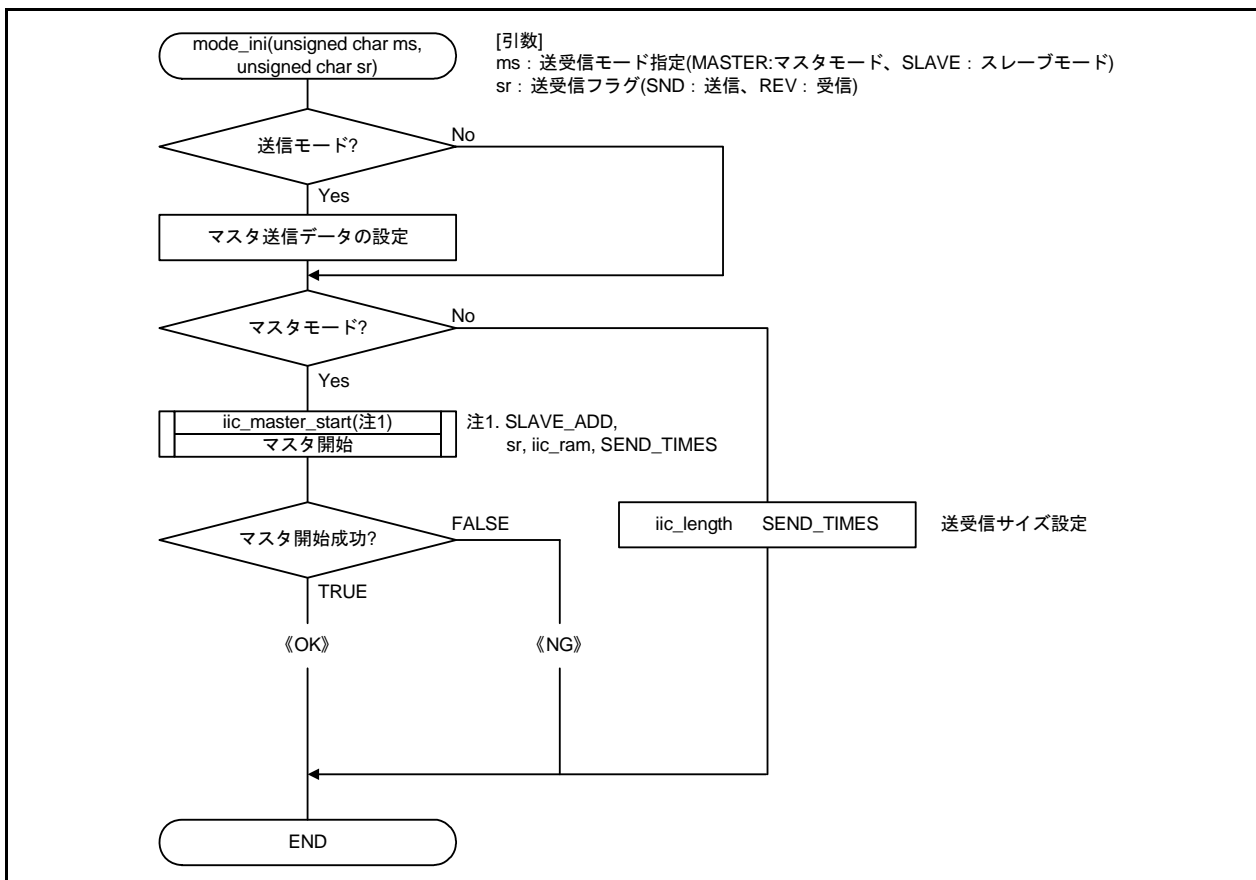 mode_ini(unsigned char ms,
unsigned char sr)
[引数]
ms：送受信モード指定(MASTER:マスタモード、SLAVE：スレーブモード)
sr：送受信フラグ(SND：送信、REV：受信)
送信モード?
No
Yes
マスタ送信データの設定
マスタモード?
No
Yes
iic_master_start(注1)
マスタ開始
注1. SLAVE_ADD,
sr, iic_ram, SEND_TIMES
マスタ開始成功?
FALSE
TRUE
iic_length SEND_TIMES
送受信サイズ設定
《OK》
《NG》
END